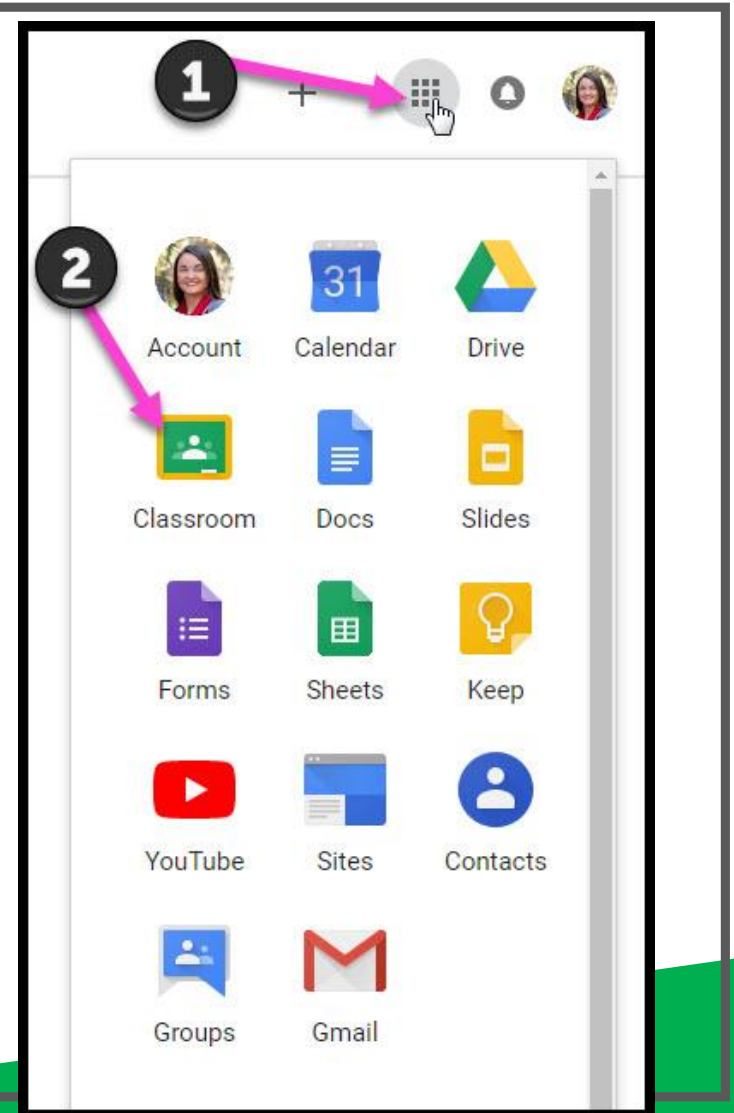 1
2
31
Account Calendar Drive
Classroom Docs Slides
Forms Sheets Keep
YouTube Sites Contacts
Groups Gmail